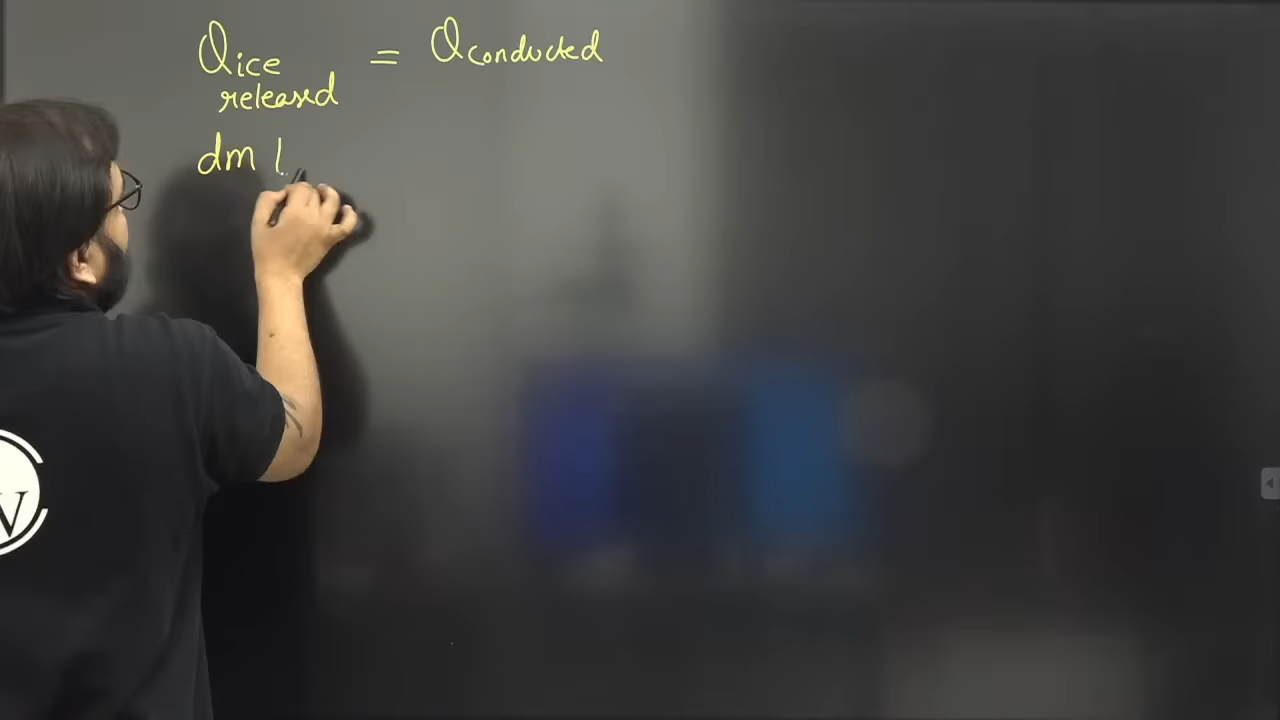 Qice = Qconducted
released
dm L
W